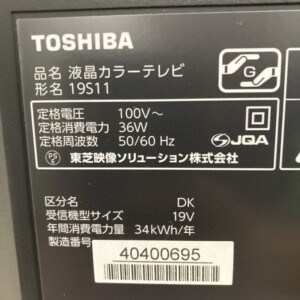 TOSHIBA
品名 液晶カラーテレビ
形名 19S11
G
定格電圧 100V～
定格消費電力 36W
定格周波数 50/60 Hz
PS
E
JQA
東芝映像ソリューション株式会社
区分名 DK
受信機型サイズ 19V
年間消費電力量 34kWh/年
製造番号
40400695